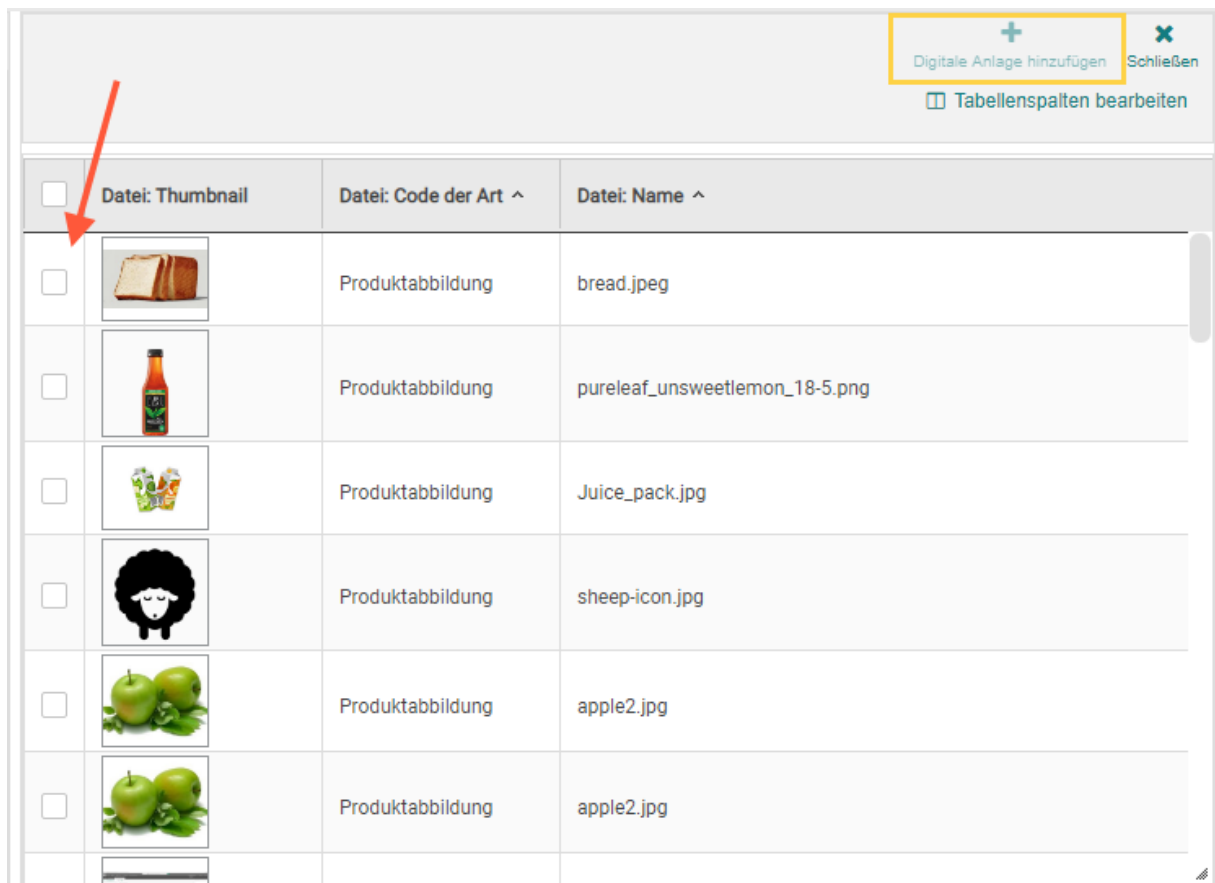 Digitale Anlage hinzufügen Schließen
Tabellenspalten bearbeiten
Datei: Thumbnail Datei: Code der Art Datei: Name
Produktabbildung bread.jpeg
Produktabbildung pureleaf_unsweetlemon_18-5.png
Produktabbildung Juice_pack.jpg
Produktabbildung sheep-icon.jpg
Produktabbildung apple2.jpg
Produktabbildung apple2.jpg